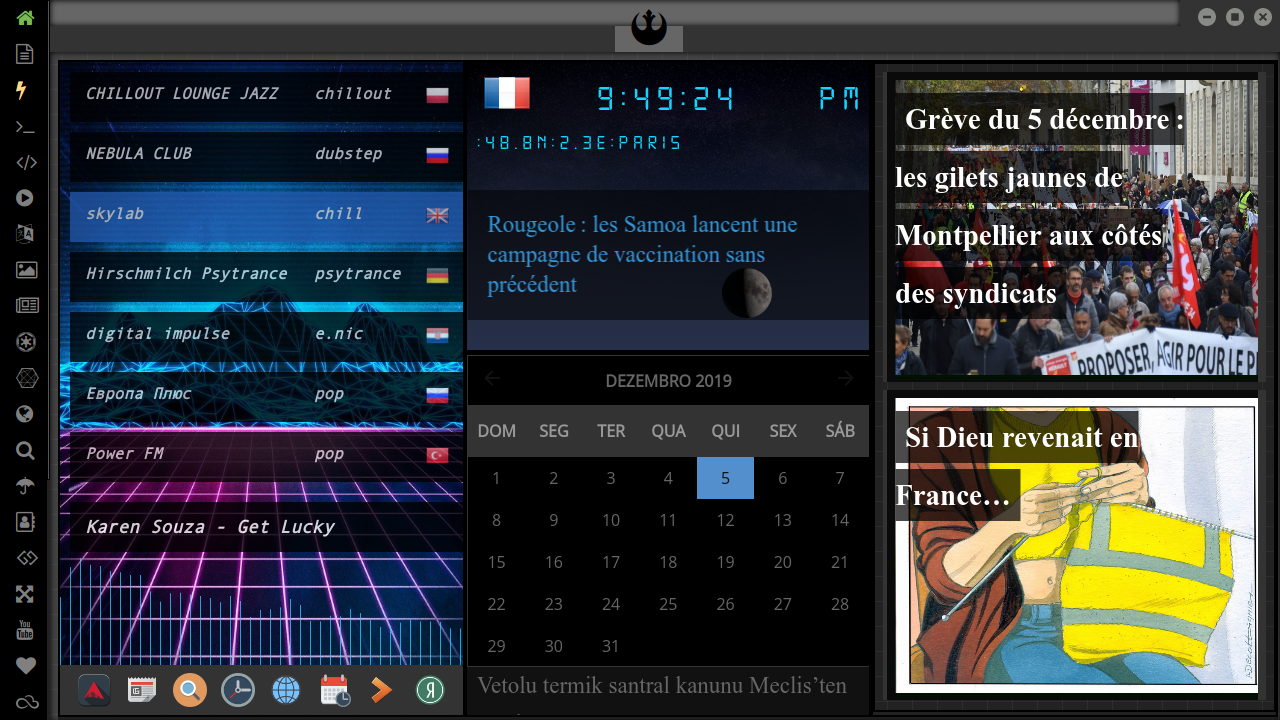 CHILLOUT LOUNGE JAZZ chillout
NEBULA CLUB dubstep
skylab chill
Hirschmilch Psytrance psytrance
digital impulse e.nic
Европа Плюс pop
Power FM pop
Karen Souza - Get Lucky
Я
9:49:24 PM
:48.8N:2.3E:PARIS
Rougeole : les Samoa lancent une
campagne de vaccination sans
précédent
DEZEMBRO 2019
DOM SEG TER QUA QUI SEX SÁB
1 2 3 4 5 6 7
8 9 10 11 12 13 14
15 16 17 18 19 20 21
22 23 24 25 26 27 28
29 30 31
Vetolu termik santral kanunu Meclis’ten
Grève du 5 décembre :
les gilets jaunes de
Montpellier aux côtés
des syndicats
PROPOSER, AGIR POUR LE
Si Dieu revenait en
France…
You
Tube